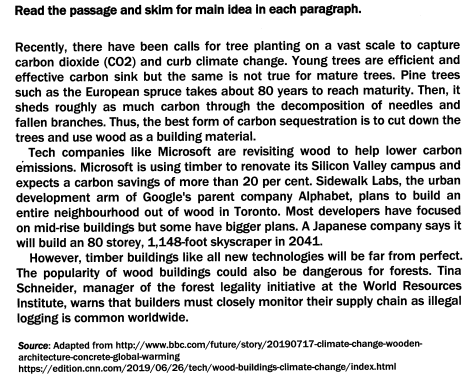 Read the passage and skim for main idea in each paragraph.
Recently, there have been calls for tree planting on a vast scale to capture
carbon dioxide (CO2) and curb climate change. Young trees are efficient and
effective carbon sink but the same is not true for mature trees. Pine trees
such as the European spruce takes about 80 years to reach maturity. Then, it
sheds roughly as much carbon through the decomposition of needles and
fallen branches. Thus, the best form of carbon sequestration is to cut down the
trees and use wood as a building material.
Tech companies like Microsoft are revisiting wood to help lower carbon
emissions. Microsoft is using timber to renovate its Silicon Valley campus and
expects a carbon savings of more than 20 per cent. Sidewalk Labs, the urban
development arm of Google's parent company Alphabet, plans to build an
entire neighbourhood out of wood in Toronto. Most developers have focused
on mid-rise buildings but some have bigger plans. A Japanese company says it
will build an 80 storey, 1,148-foot skyscraper in 2041.
However, timber buildings like all new technologies will be far from perfect.
The popularity of wood buildings could also be dangerous for forests. Tina
Schneider, manager of the forest legality initiative at the World Resources
Institute, warns that builders must closely monitor their supply chain as illegal
logging is common worldwide.
Source: Adapted from http://www.bbc.com/future/story/20190717-climate-change-wooden-
architecture-concrete-global-warming
https://edition.cnn.com/2019/06/26/tech/wood-buildings-climate-change/index.html